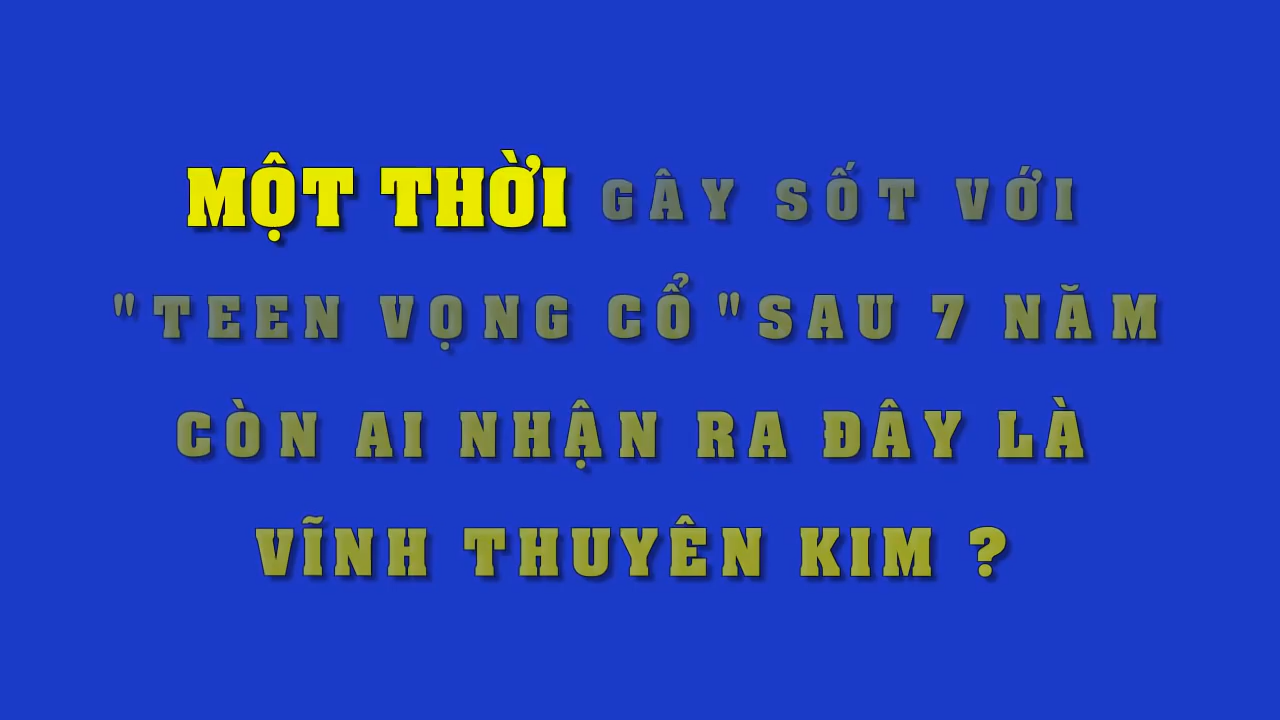 MỘT THỜI GÂY SỐT VỚI
"TEEN VỌNG CỔ "SAU 7 NĂM
CÒN AI NHẬN RA ĐÂY LÀ
VĨNH THUYÊN KIM ?